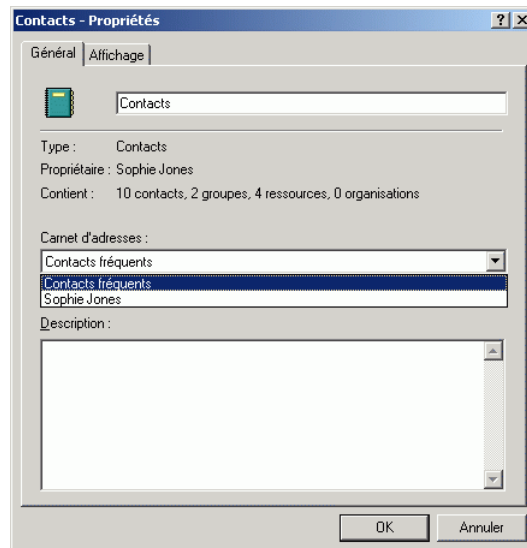 Contacts - Propriétés
Général Affichage
Contacts
Type : Contacts
Propriétaire : Sophie Jones
Contient : 10 contacts, 2 groupes, 4 ressources, 0 organisations
Carnet d'adresses :
Contacts fréquents
Contacts fréquents
Sophie Jones
Description :
OK Annuler